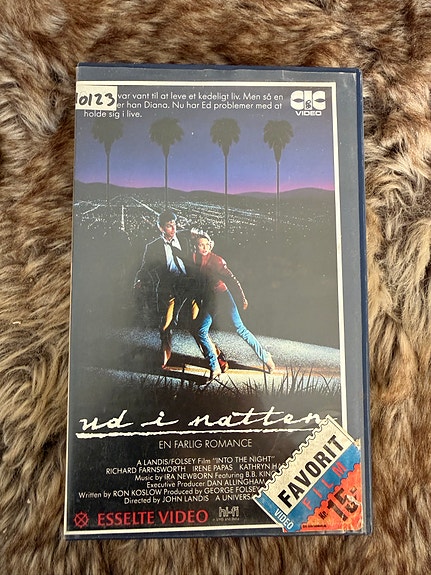 0123
var vant til at leve et kedeligt liv. Men så en
er han Diana. Nu har Ed problemer med at
holde sig i live.
CIC
VIDEO
ud i natten
EN FARLIG ROMANCE
A LANDIS/FOLSEY Film "INTO THE NIGHT"
RICHARD FARNSWORTH IRENE PAPAS KATHRYN H
Music by IRA NEWBORN Featuring B.B. KING
Executive Producer DAN ALLINGHAM
Written by RON KOSLOW Produced by GEORGE FOLSEY
Directed by JOHN LANDIS A UNIVERSA
ESSELTE VIDEO
hi-fi
FAVORIT
FILM
VIDEO
15